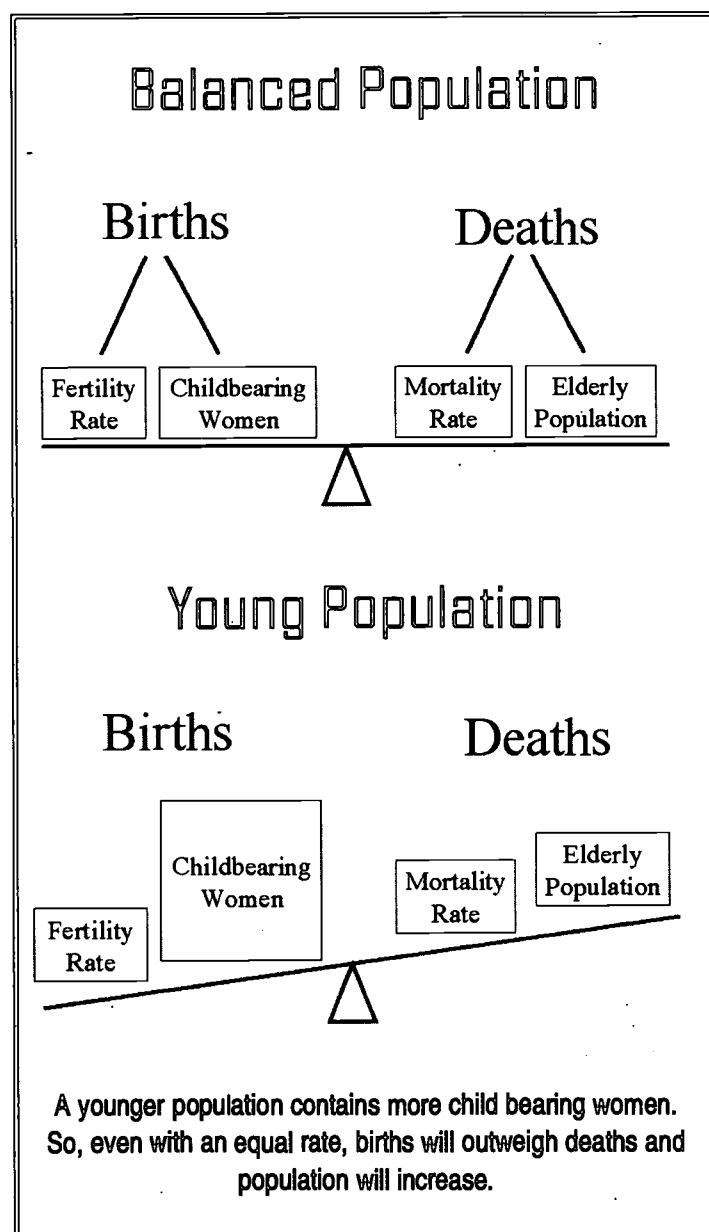 Balanced Population
Births
Deaths
Fertility
Rate
Childbearing
Women
Mortality
Rate
Elderly
Population
Young Population
Births
Deaths
Fertility
Rate
Childbearing
Women
Mortality
Rate
Elderly
Population
A younger population contains more child bearing women.
So, even with an equal rate, births will outweigh deaths and
population will increase.